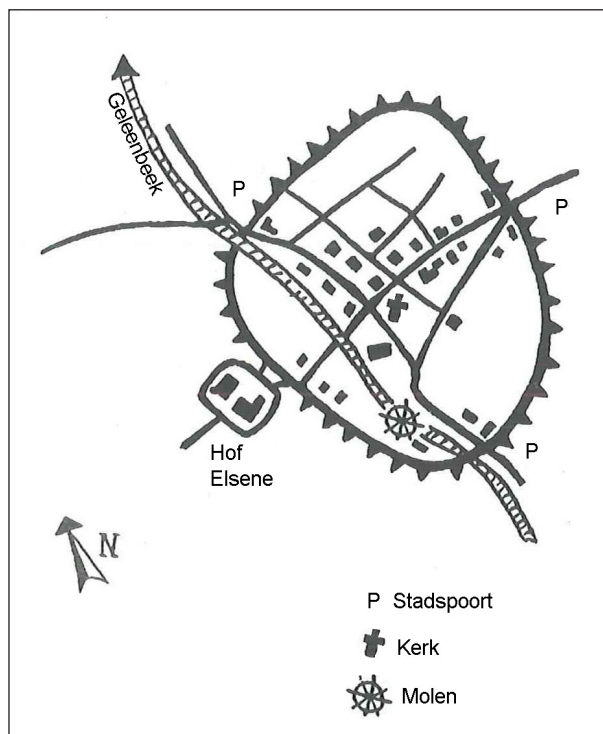 Geleenbeek
P
P
P
Hof
Elsene
N
P Stadspoort
Kerk
Molen